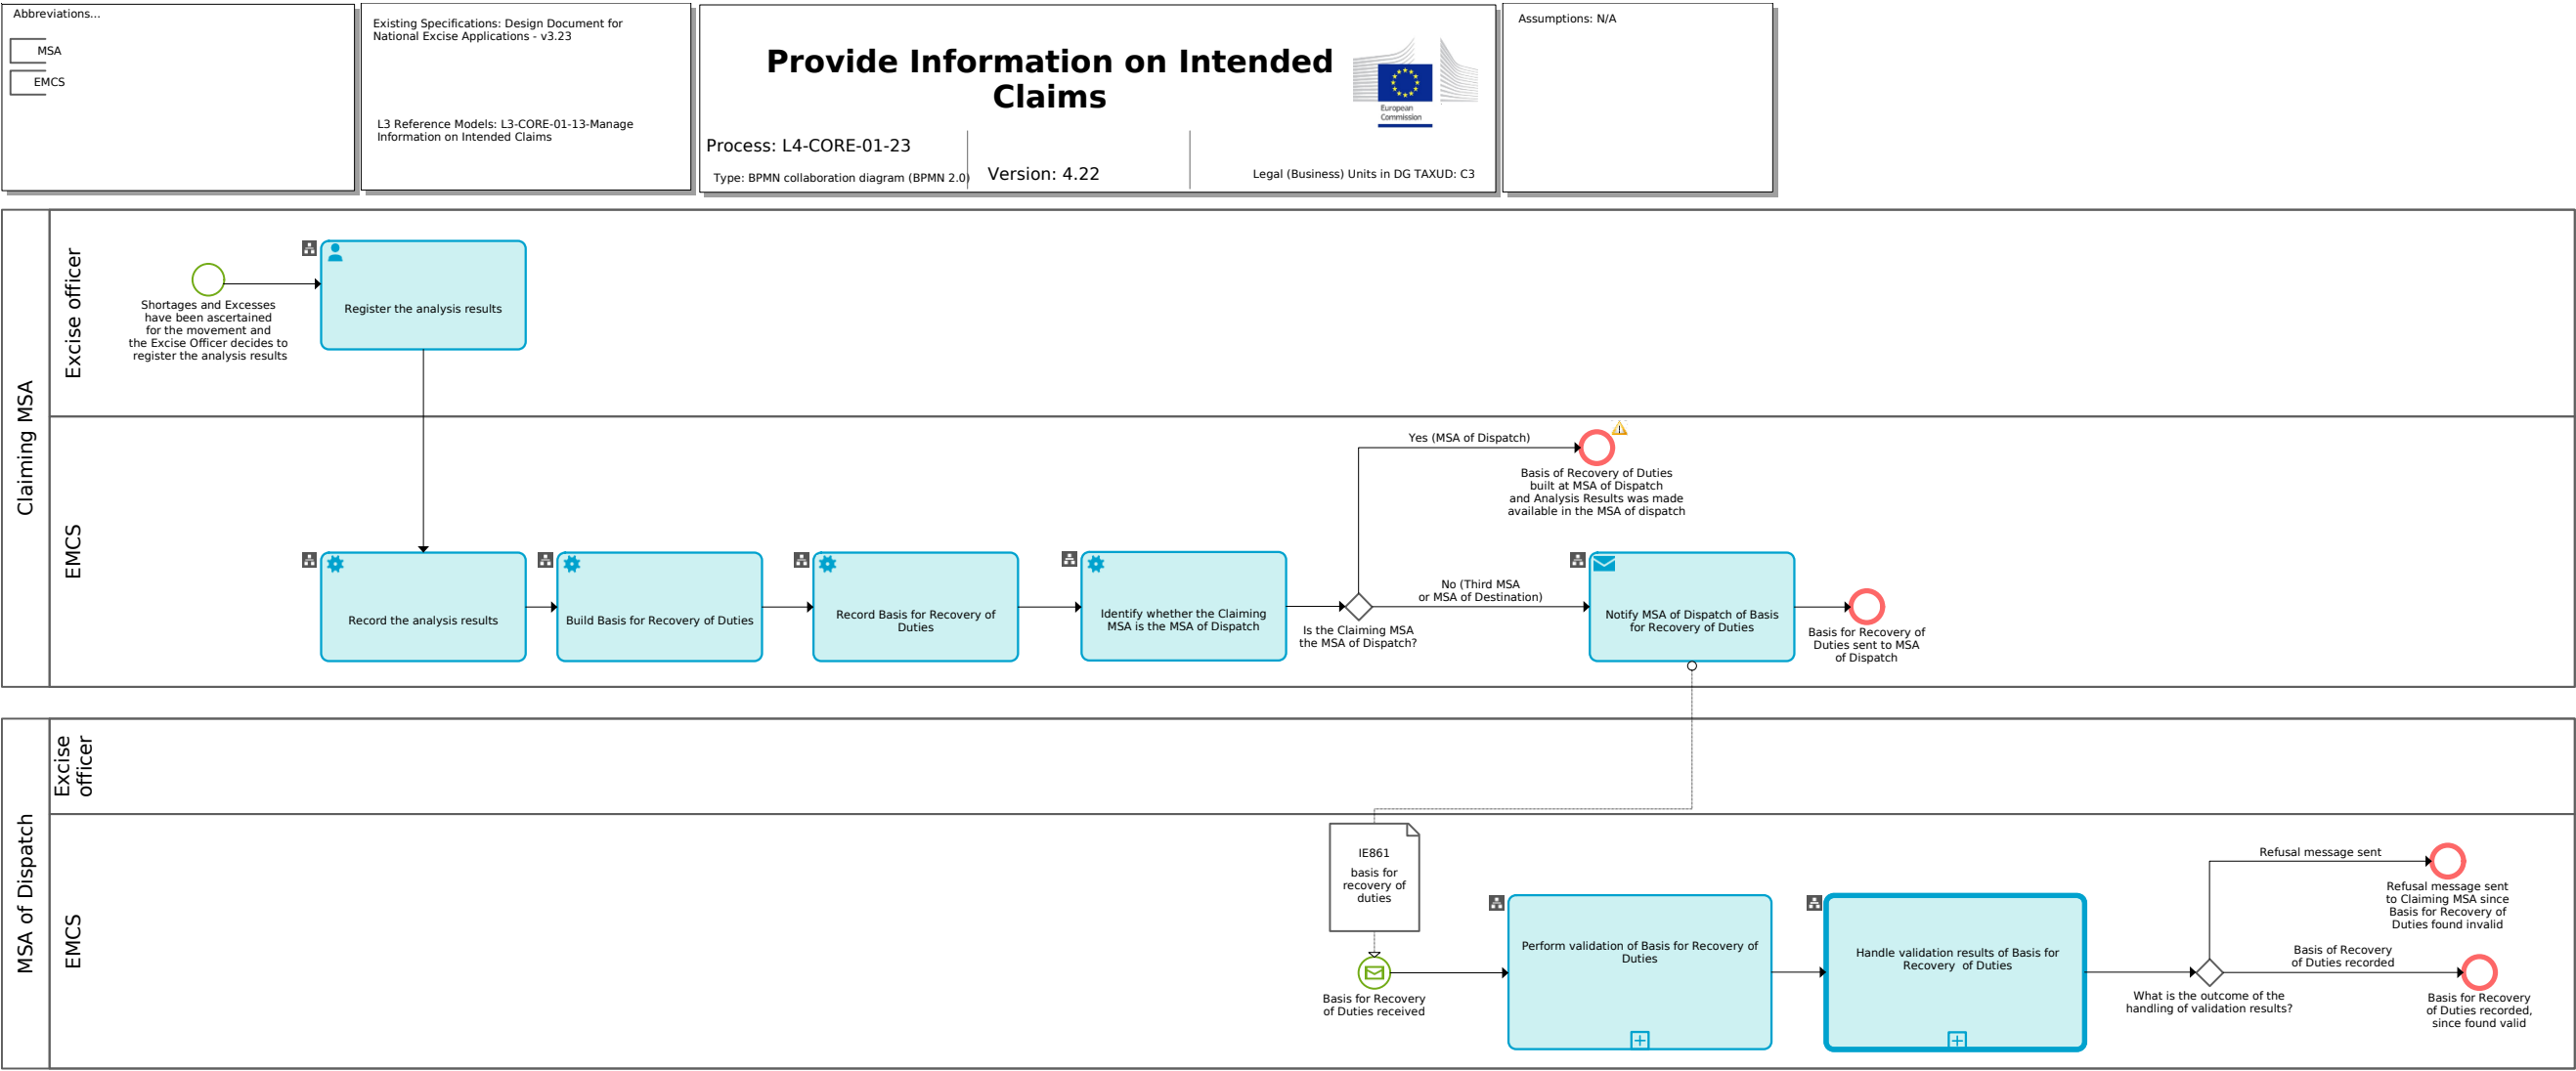 Abbreviations...
MSA
EMCS
Existing Specifications: Design Document for
National Excise Applications - v3.23
L3 Reference Models: L3-CORE-01-13-Manage
Information on Intended Claims
Provide Information on Intended
Claims
European
Commission
Process: L4-CORE-01-23
Type: BPMN collaboration diagram (BPMN 2.0)
Version: 4.22
Legal (Business) Units in DG TAXUD: C3
Assumptions: N/A
Claiming MSA
Excise officer
Shortages and Excesses
have been ascertained
for the movement and
the Excise Officer decides to
register the analysis results
Register the analysis results
EMCS
Record the analysis results
Build Basis for Recovery of Duties
Record Basis for Recovery of
Duties
Identify whether the Claiming
MSA is the MSA of Dispatch
Is the Claiming MSA
the MSA of Dispatch?
Yes (MSA of Dispatch)
Basis of Recovery of Duties
built at MSA of Dispatch
and Analysis Results was made
available in the MSA of dispatch
No (Third MSA
or MSA of Destination)
Notify MSA of Dispatch of Basis
for Recovery of Duties
Basis for Recovery of
Duties sent to MSA
of Dispatch
MSA of Dispatch
Excise
officer
EMCS
IE861
basis for
recovery of
duties
Basis for Recovery
of Duties received
Perform validation of Basis for Recovery of
Duties
Handle validation results of Basis for
Recovery  of Duties
What is the outcome of the
handling of validation results?
Refusal message sent
Refusal message sent
to Claiming MSA since
Basis for Recovery of
Duties found invalid
Basis of Recovery
of Duties recorded
Basis for Recovery
of Duties recorded,
since found valid